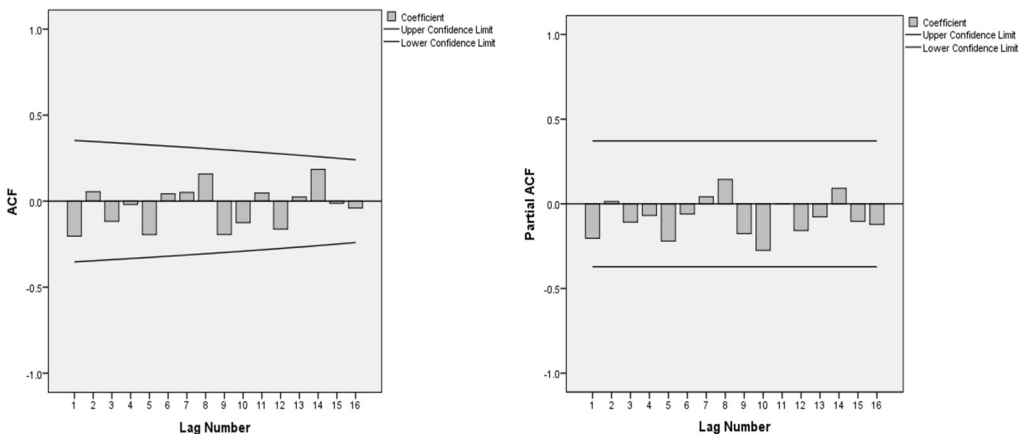 Coefficient
Upper Confidence Limit
Lower Confidence Limit
1.0
0.5
0.0
-0.5
-1.0
ACF
1 2 3 4 5 6 7 8 9 10 11 12 13 14 15 16
Lag Number
Coefficient
Upper Confidence Limit
Lower Confidence Limit
1.0
0.5
0.0
-0.5
-1.0
Partial ACF
1 2 3 4 5 6 7 8 9 10 11 12 13 14 15 16
Lag Number